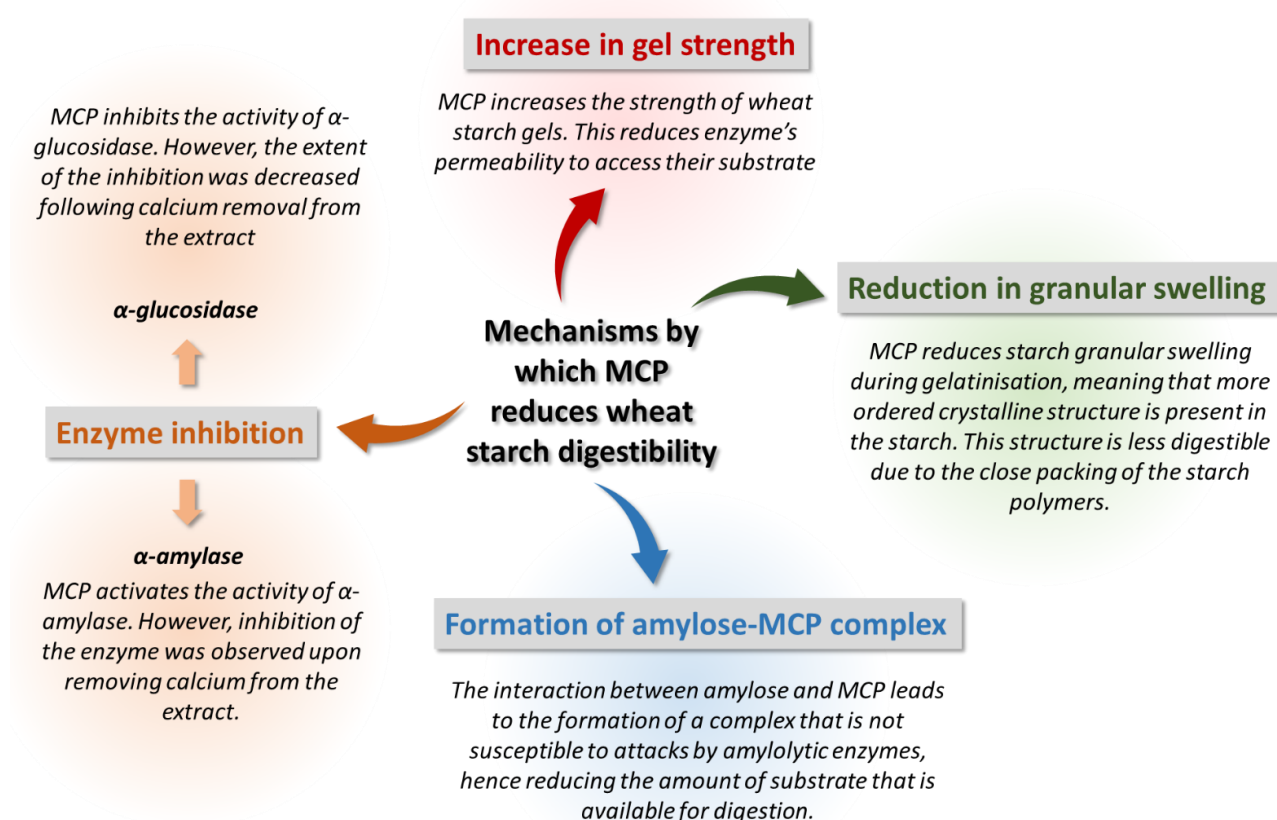 Increase in gel strength
MCP increases the strength of wheat
starch gels. This reduces enzyme's
permeability to access their substrate
MCP inhibits the activity of α-
glucosidase. However, the extent
of the inhibition was decreased
following calcium removal from
the extract
α-glucosidase
Enzyme inhibition
α-amylase
MCP activates the activity of α-
amylase. However, inhibition of
the enzyme was observed upon
removing calcium from the
extract.
Mechanisms by
which MCP
reduces wheat
starch digestibility
Reduction in granular swelling
MCP reduces starch granular swelling
during gelatinisation, meaning that more
ordered crystalline structure is present in
the starch. This structure is less digestible
due to the close packing of the starch
polymers.
Formation of amylose-MCP complex
The interaction between amylose and MCP leads
to the formation of a complex that is not
susceptible to attacks by amylolytic enzymes,
hence reducing the amount of substrate that is
available for digestion.